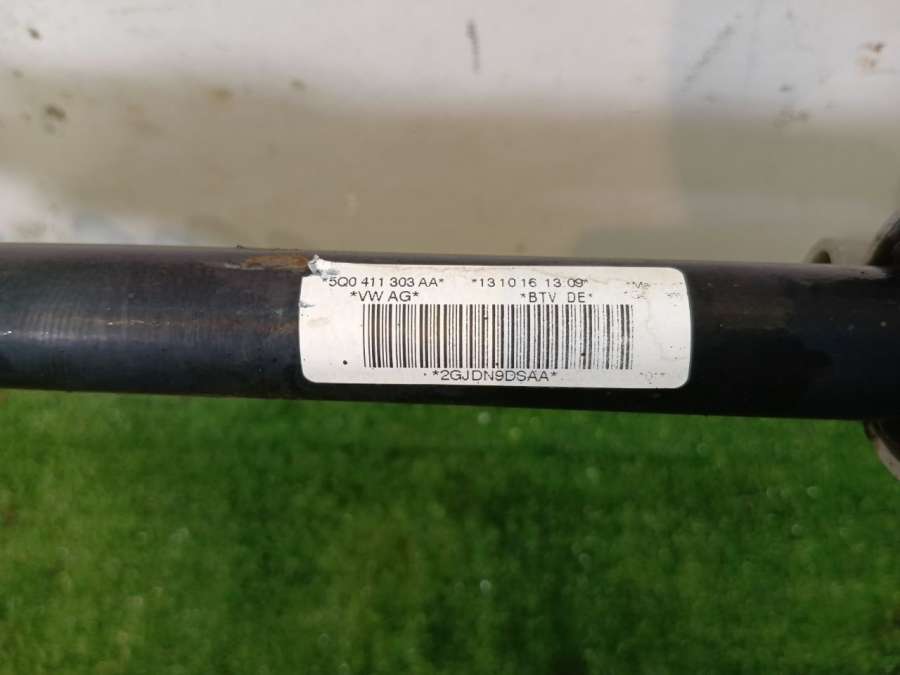 *5Q0 411 303 AA* *13 10 16 13 09*
*VW AG* *BTV DE*
*2GJDN9DSAA*